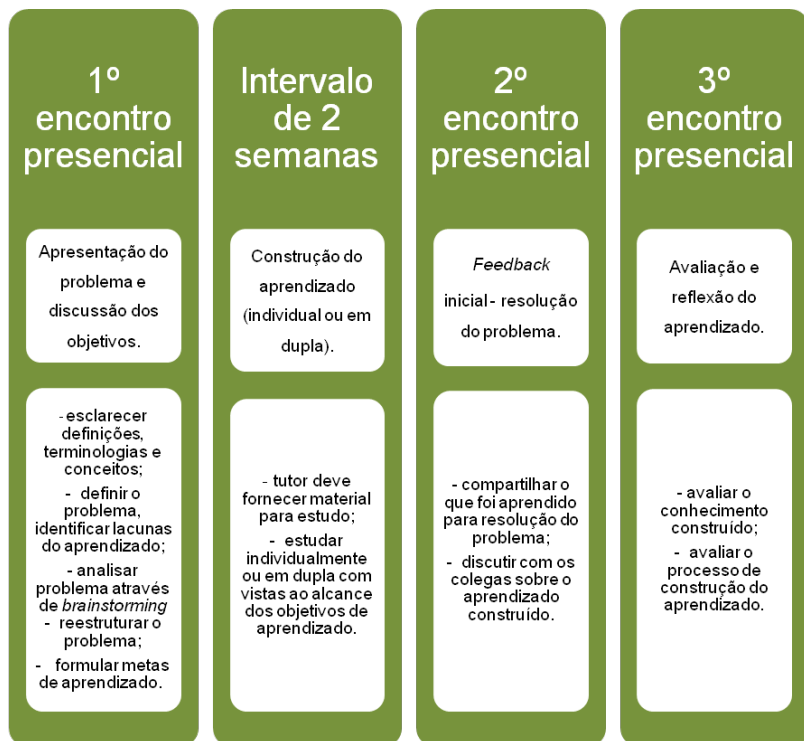 1º
encontro
presencial
Apresentação do
problema e
discussão dos
objetivos.
-esclarecer
definições,
terminologias e
conceitos;
- definir o
problema,
identificar lacunas
do aprendizado;
-analisar
problema através
de brainstorming
- reestruturar o
problema;
- formular metas
de aprendizado.
Intervalo
de 2
semanas
Construção do
aprendizado
(individual ou em
dupla).
- tutor deve
fornecer material
para estudo;
- estudar
individualmente
ou em dupla com
vistas ao alcance
dos objetivos de
aprendizado.
2º
encontro
presencial
Feedback
inicial- resolução
do problema.
- compartilhar o
que foi aprendido
para resolução do
problema;
- discutir com os
colegas sobre o
aprendizado
construído.
3º
encontro
presencial
Avaliação e
reflexão do
aprendizado.
- avaliar o
conhecimento
construído;
- avaliar o
processo de
construção do
aprendizado.